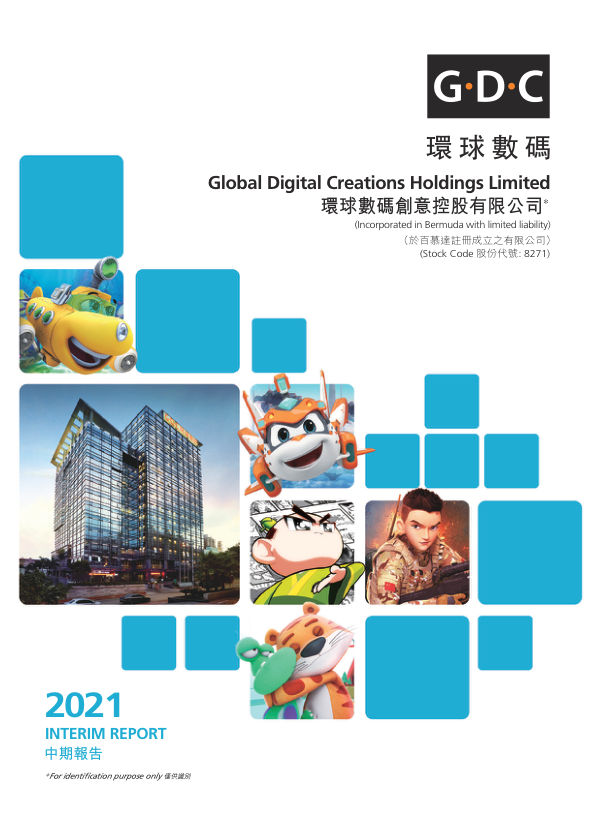 G·D·C
環球數碼
Global Digital Creations Holdings Limited
環球數碼創意控股有限公司*
(Incorporated in Bermuda with limited liability)
（於百慕達註冊成立之有限公司）
(Stock Code 股份代號: 8271)
2021
INTERIM REPORT
中期報告
*For identification purpose only 僅供識別